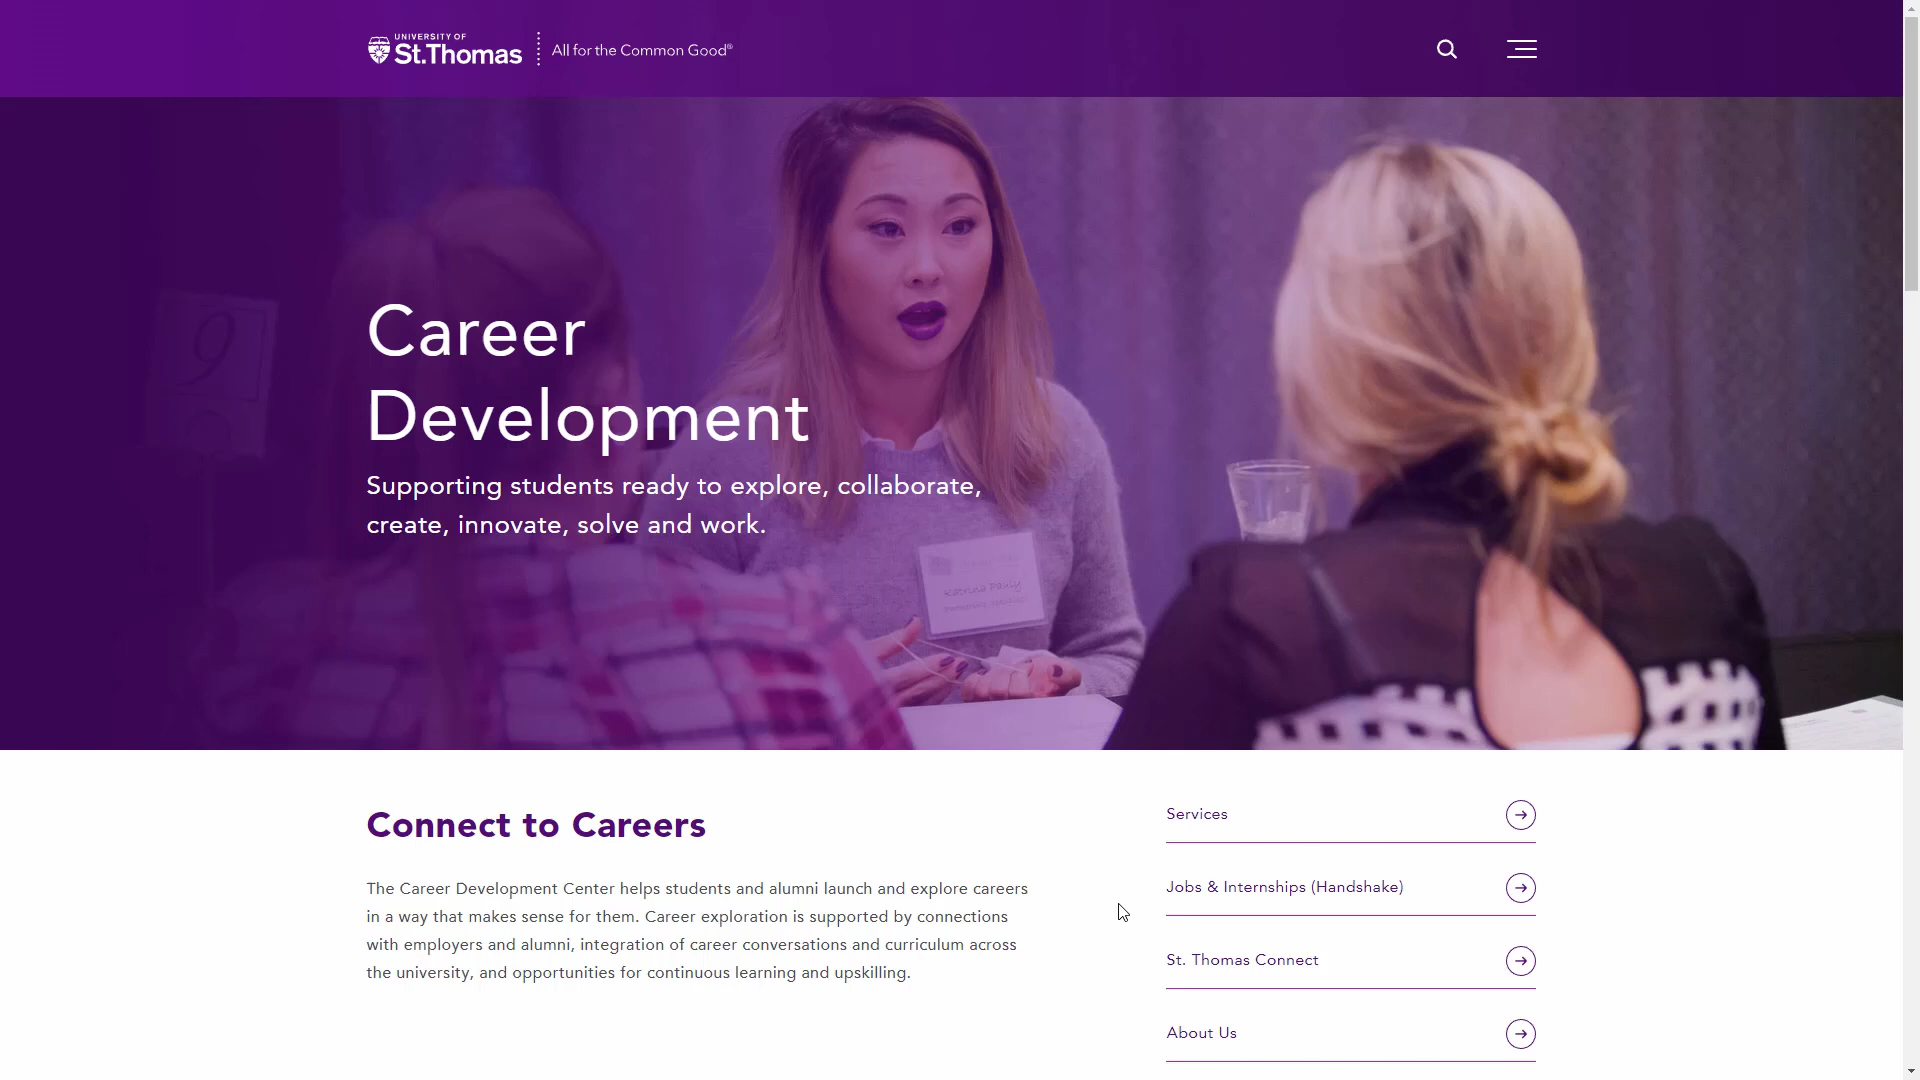 UNIVERSITY OF
St.Thomas
All for the Common Good®
9
Career
Development
Supporting students ready to explore, collaborate,
create, innovate, solve and work.
Connect to Careers
The Career Development Center helps students and alumni launch and explore careers
in a way that makes sense for them. Career exploration is supported by connections
with employers and alumni, integration of career conversations and curriculum across
the university, and opportunities for continuous learning and upskilling.
Services
Jobs & Internships (Handshake)
St. Thomas Connect
About Us